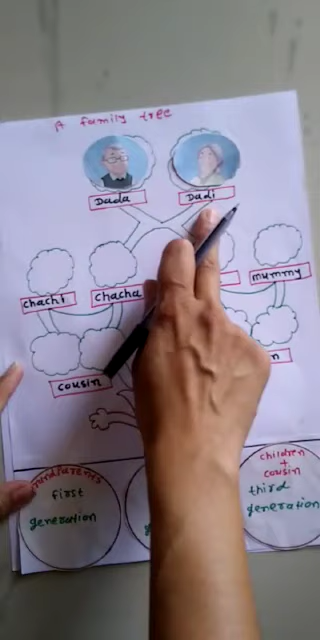 A family tree
Dada
Dadi
chachi
chacha
mummy
cousin
grandParents
first
generation
children
+
cousin
third
generation